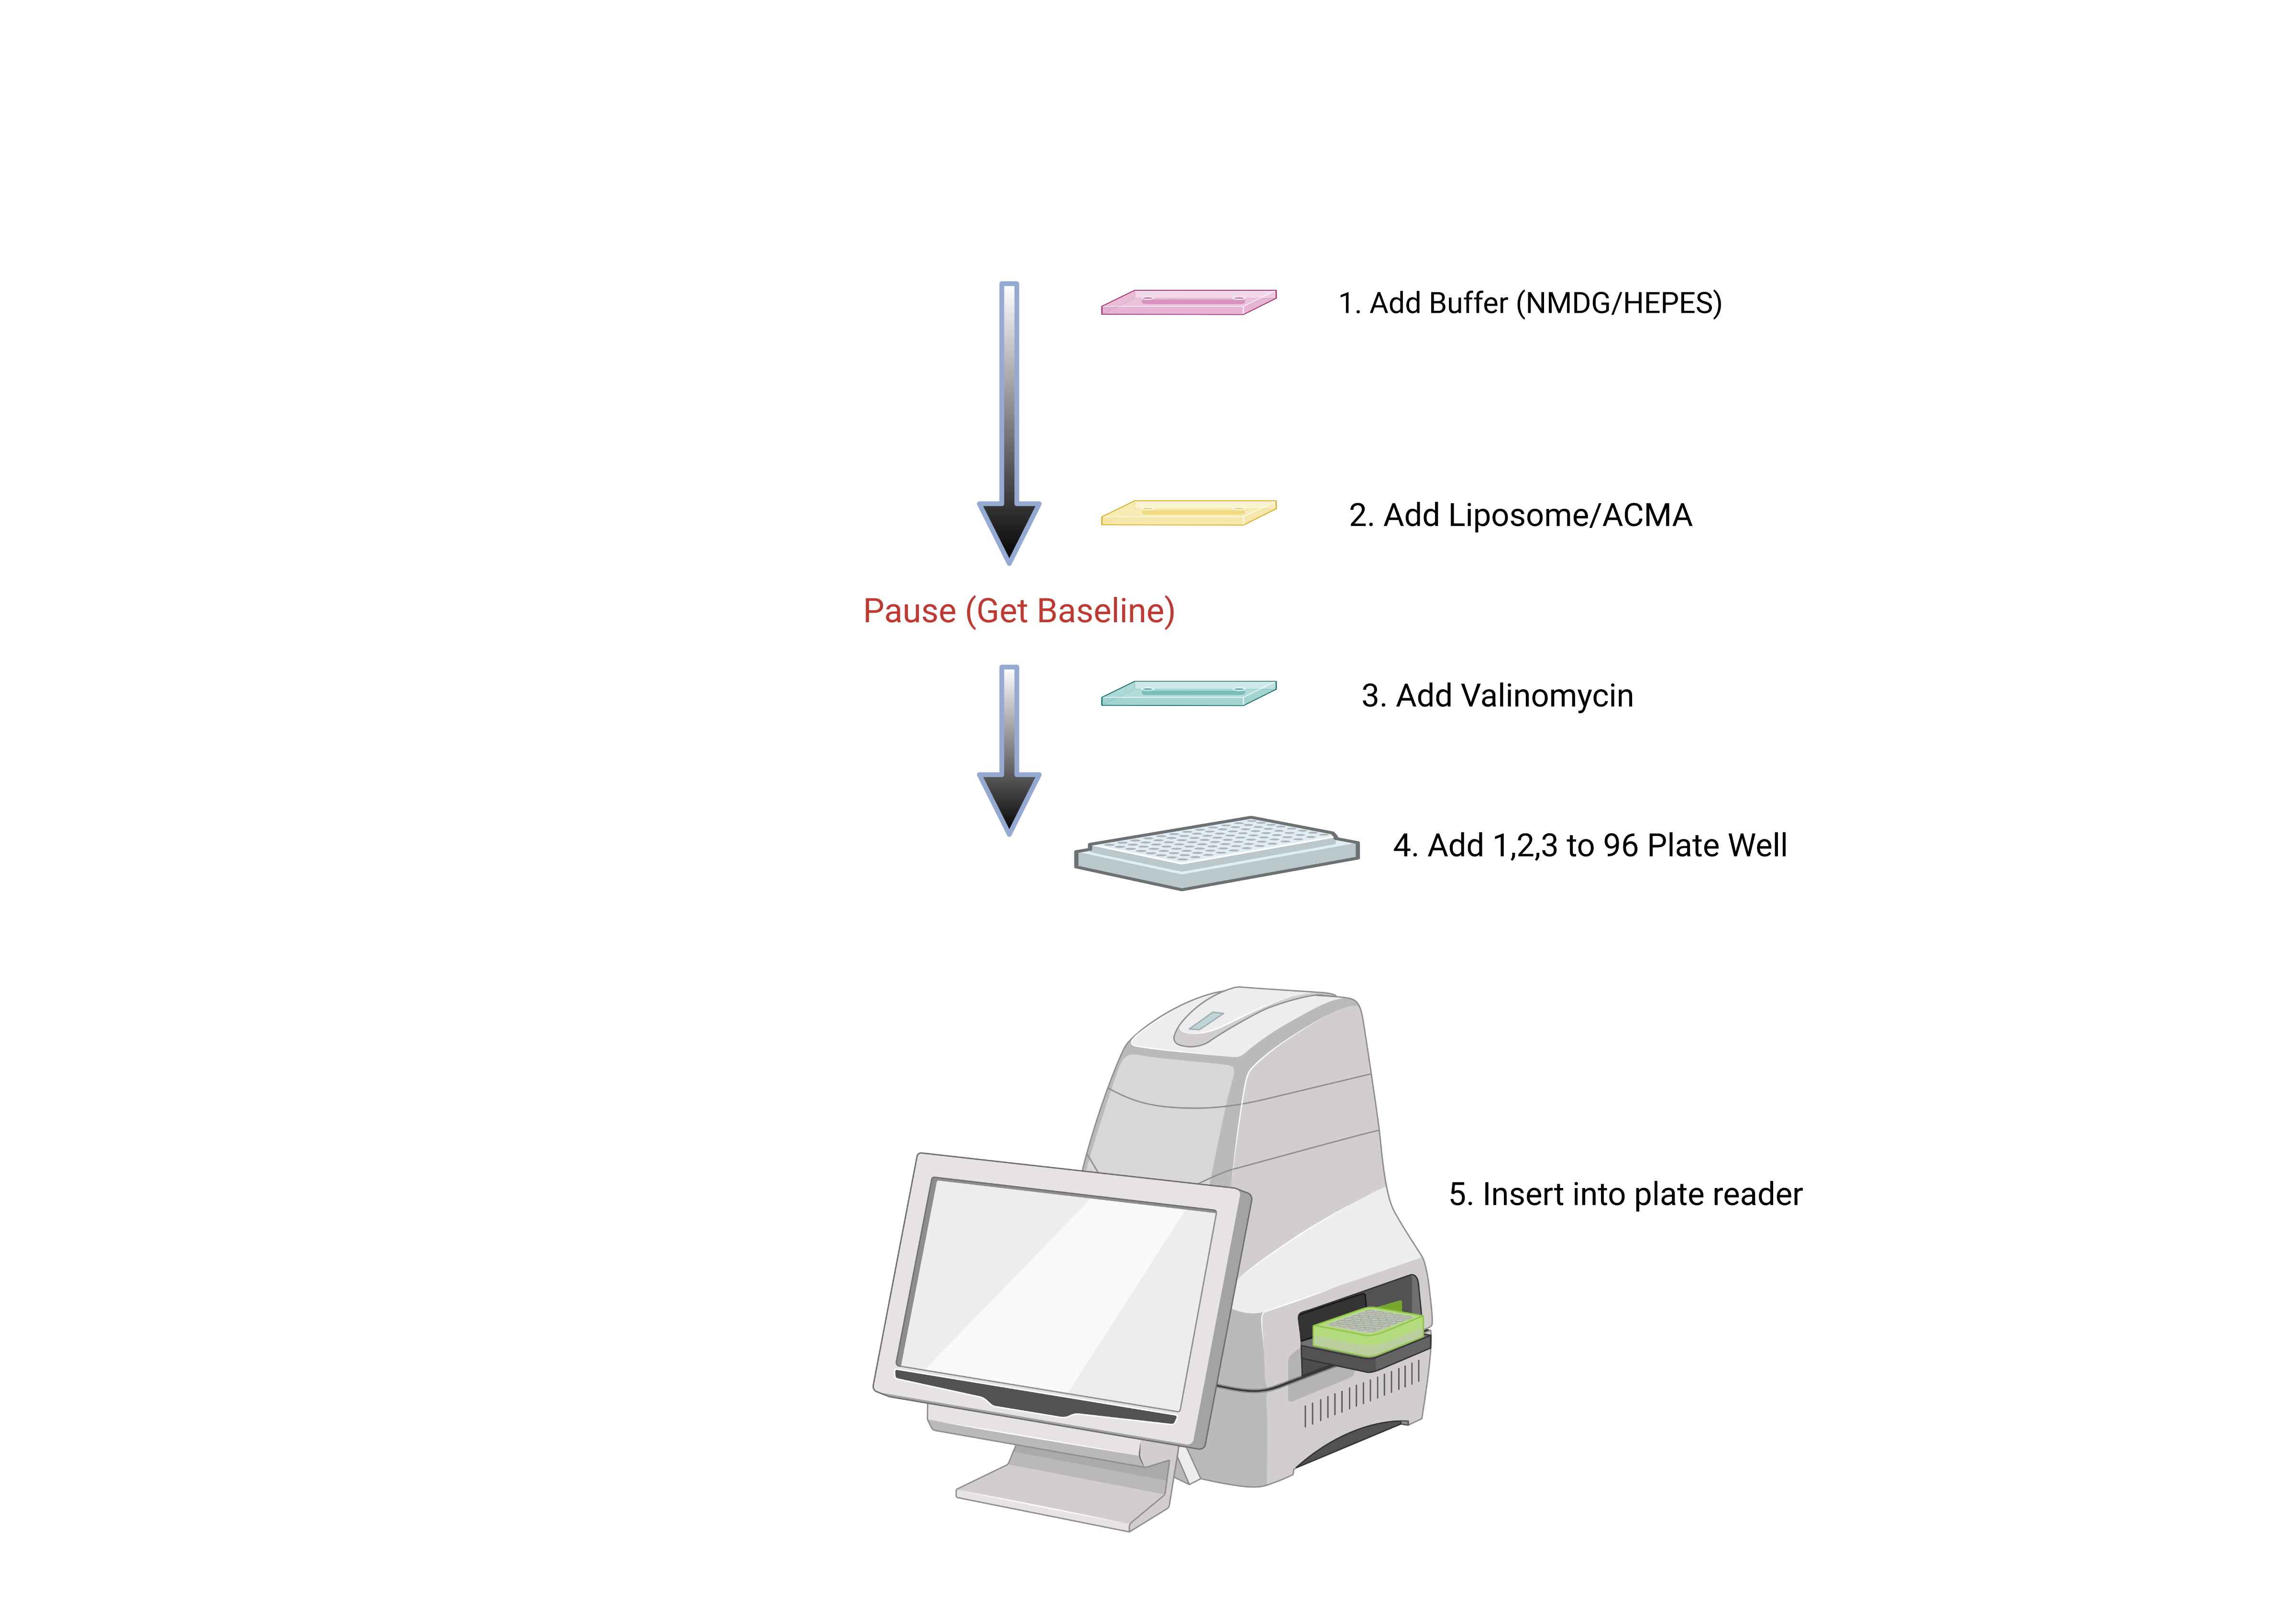 1. Add Buffer (NMDG/HEPES)
2. Add Liposome/ACMA
Pause (Get Baseline)
3. Add Valinomycin
4. Add 1,2,3 to 96 Plate Well
5. Insert into plate reader